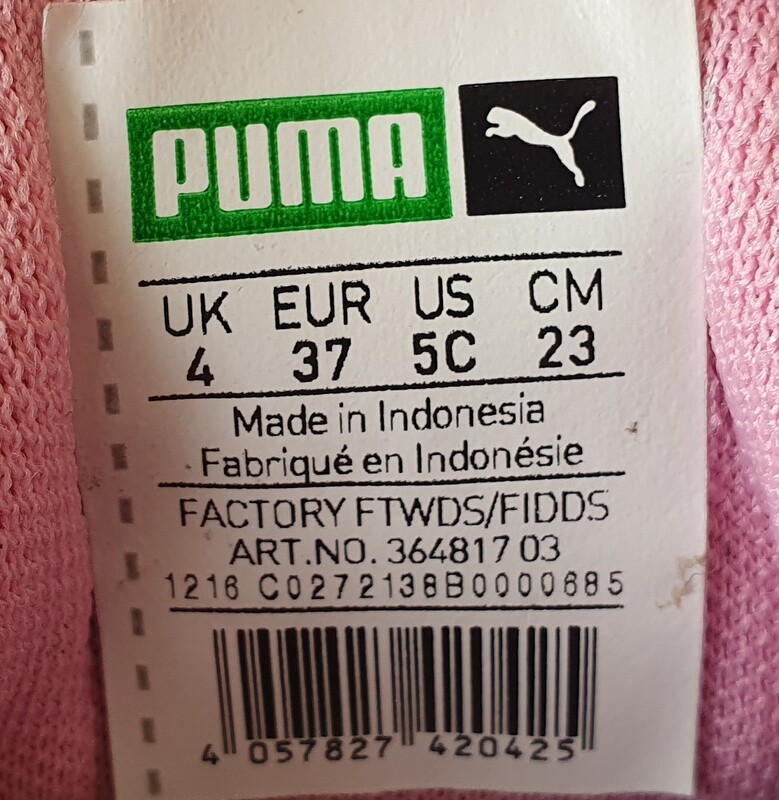 PUMA
UK EUR US CM
4 37 5C 23
Made in Indonesia
Fabriqué en Indonésie
FACTORY FTWDS/FIDDS
ART.NO. 364817 03
1216 C0272138B0000685
4 057827 420425